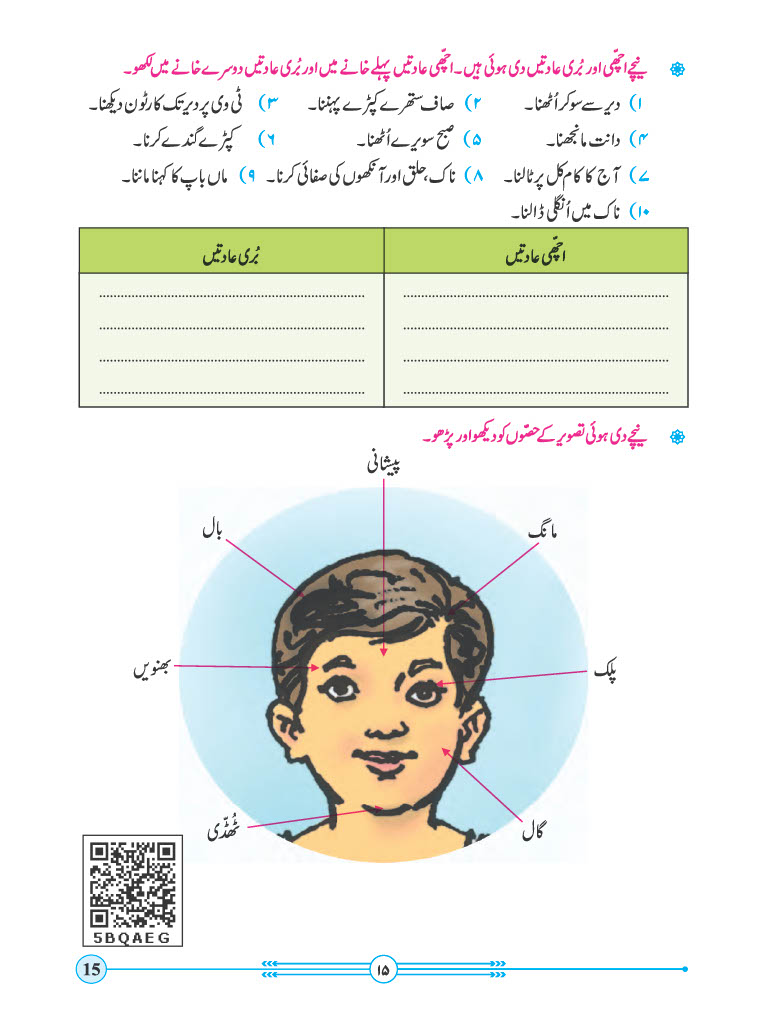 نیچے اچھّی اور بُری عادتیں دی ہوئی ہیں۔ اچھّی عادتیں پہلے خانے میں اور بُری عادتیں دوسرے خانے میں لکھو۔
۱) دیر سے سو کر اُٹھنا۔ ۲) صاف ستھرے کپڑے پہننا۔ ۳) ٹی وی پر دیر تک کارٹون دیکھنا۔
۴) دانت مانجھنا۔ ۵) صبح سویرے اُٹھنا۔ ۶) کپڑے گندے کرنا۔
۷) آج کا کام کل پر ٹالنا۔ ۸) ناک، حلق اور آنکھوں کی صفائی کرنا۔ ۹) ماں باپ کا کہنا ماننا۔
۱۰) ناک میں اُنگلی ڈالنا۔
اچھّی عادتیں بُری عادتیں
نیچے دی ہوئی تصویر کے حصّوں کو دیکھو اور پڑھو۔
پیشانی
مانگ بال
پلک بھنویں
گال ٹھُڈّی
5BQAEG
15 ۱۵